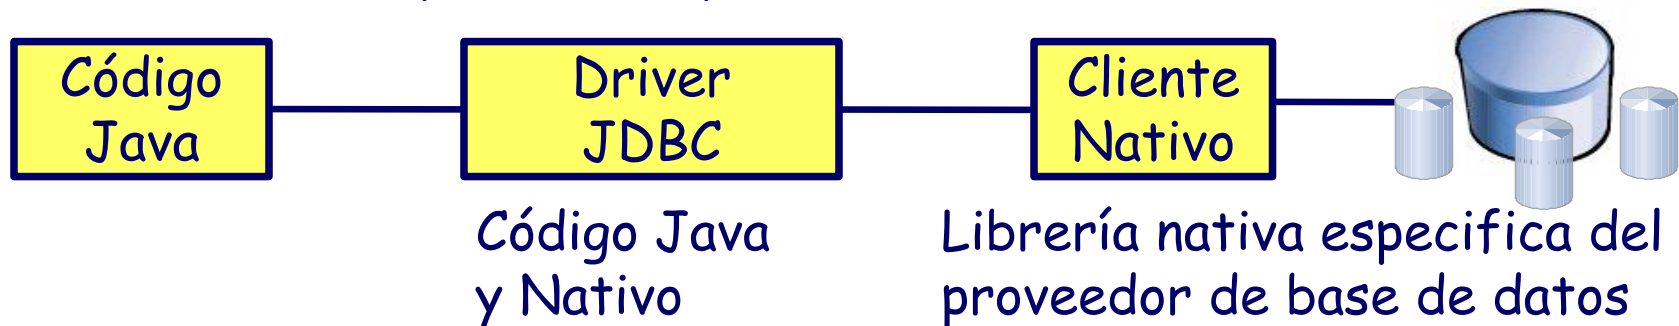 Código
Java
Driver
JDBC
Cliente
Nativo
Código Java
y Nativo
Librería nativa especifica del
proveedor de base de datos